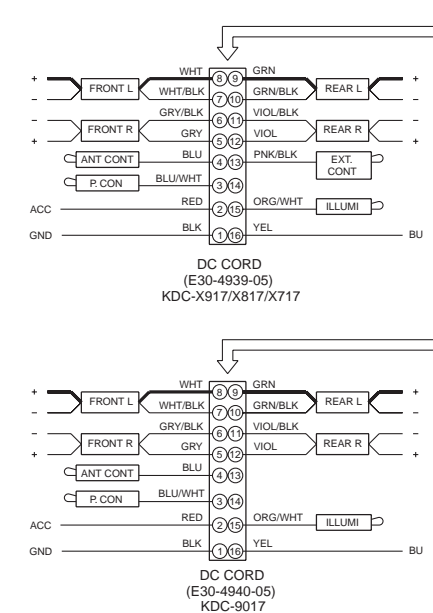 WHT 8 9 GRN
+ FRONT L REAR L +
– WHT/BLK 7 10 GRN/BLK –
– GRY/BLK 6 11 VIOL/BLK –
FRONT R REAR R
+ GRY 5 12 VIOL +
ANT CONT BLU 4 13 PNK/BLK EXT. CONT
P. CON BLU/WHT 3 14
ACC RED 2 15 ORG/WHT ILLUMI
GND BLK 1 16 YEL BU
DC CORD
(E30-4939-05)
KDC-X917/X817/X717
WHT 8 9 GRN
+ FRONT L REAR L +
– WHT/BLK 7 10 GRN/BLK –
– GRY/BLK 6 11 VIOL/BLK –
FRONT R REAR R
+ GRY 5 12 VIOL +
ANT CONT BLU 4 13
P. CON BLU/WHT 3 14
ACC RED 2 15 ORG/WHT ILLUMI
GND BLK 1 16 YEL BU
DC CORD
(E30-4940-05)
KDC-9017